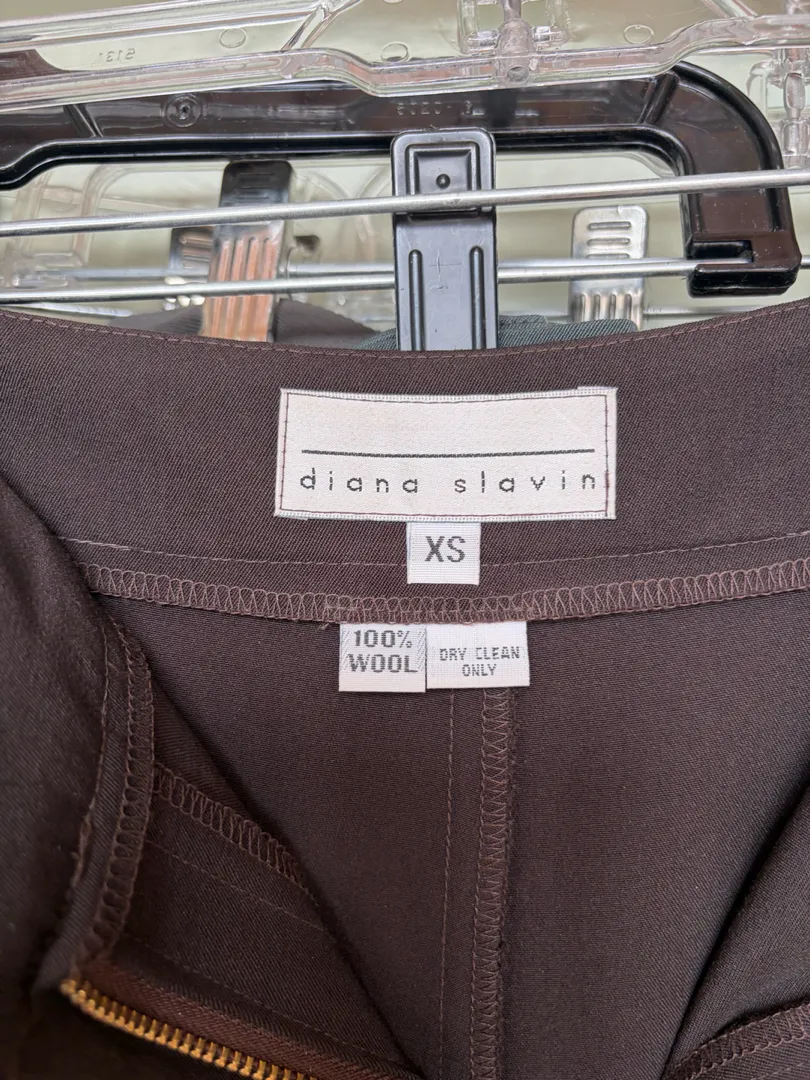 diana slavin
XS
100%
WOOL
DRY CLEAN
ONLY